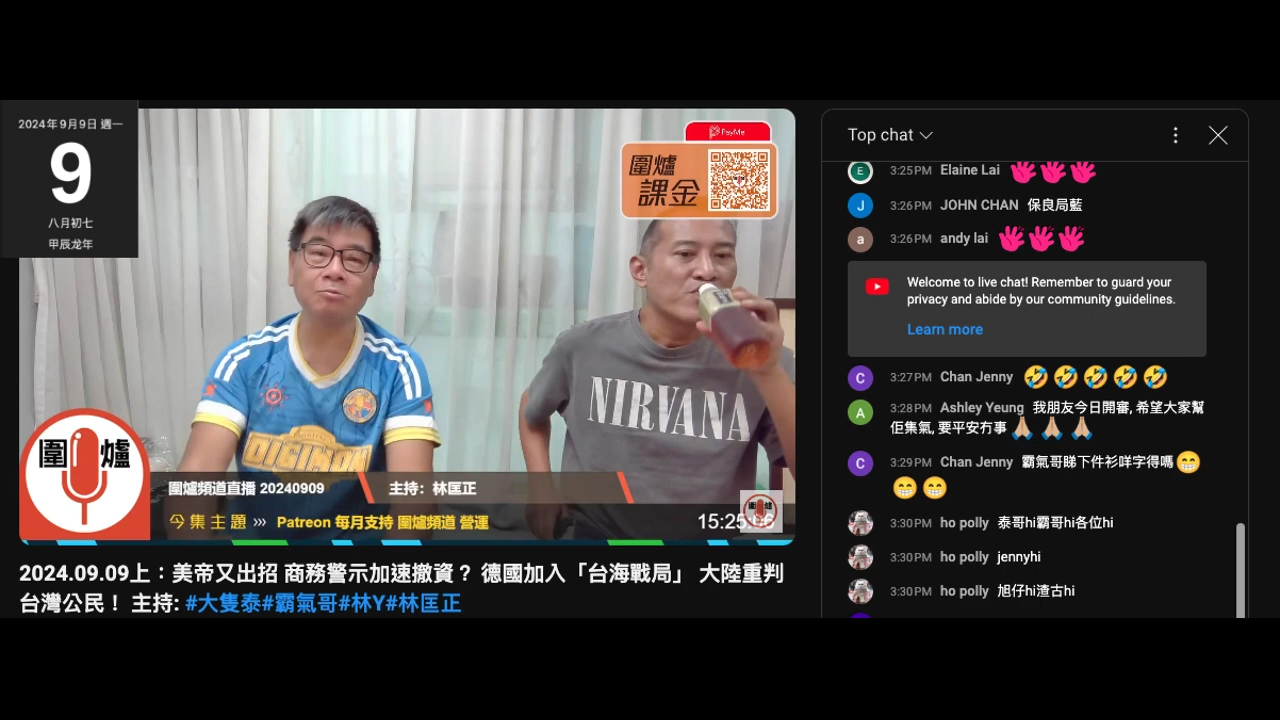 2024年9月9日 週一
9
八月初七
甲辰龙年
PayMe
圍爐
課金
NIRVANA
DIGIMON
圍爐
圍爐頻道直播 20240909
主持：林匡正
今集主題 »› Patreon 每月支持 圍爐頻道 營運
圍爐
2024.09.09上：美帝又出招 商務警示加速撤資？ 德國加入「台海戰局」 大陸重判
台灣公民！ 主持: #大隻泰#霸氣哥#林Y#林匡正
Top chat
E 3:25PM Elaine Lai
J 3:26PM JOHN CHAN 保良局藍
a 3:26PM andy lai
Welcome to live chat! Remember to guard your
privacy and abide by our community guidelines.
Learn more
C 3:27PM Chan Jenny 🤣🤣🤣🤣🤣
A 3:28PM Ashley Yeung 我朋友今日開審, 希望大家幫
佢集氣, 要平安冇事🙏🏼🙏🏼🙏🏼
C 3:29PM Chan Jenny 霸氣哥睇下件衫咩字得嗎😁
😁😁
3:30PM ho polly 泰哥hi霸哥hi各位hi
3:30PM ho polly jennyhi
3:30PM ho polly 旭仔hi渣古hi